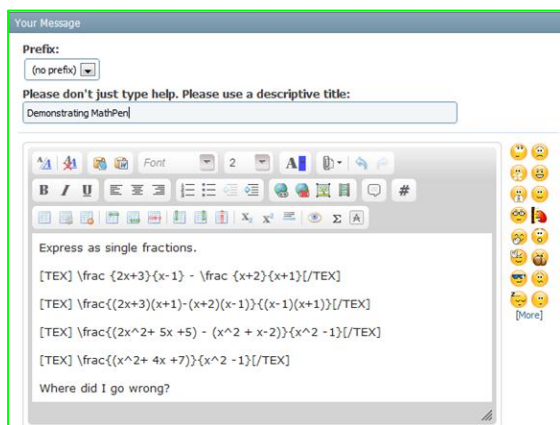 Your Message
Prefix:
(no prefix)
Please don't just type help. Please use a descriptive title:
Demonstrating MathPen
Font
2
B I U
#
Express as single fractions.
[TEX] \frac {2x+3}{x-1} - \frac {x+2}{x+1}[/TEX]
[TEX] \frac{(2x+3)(x+1)-(x+2)(x-1)}{(x-1)(x+1)}[/TEX]
[TEX] \frac{(2x^2+ 5x +5) - (x^2 + x-2)}{x^2 -1}[/TEX]
[TEX] \frac{(x^2+ 4x +7)}{x^2 -1}[/TEX]
Where did I go wrong?
[More]